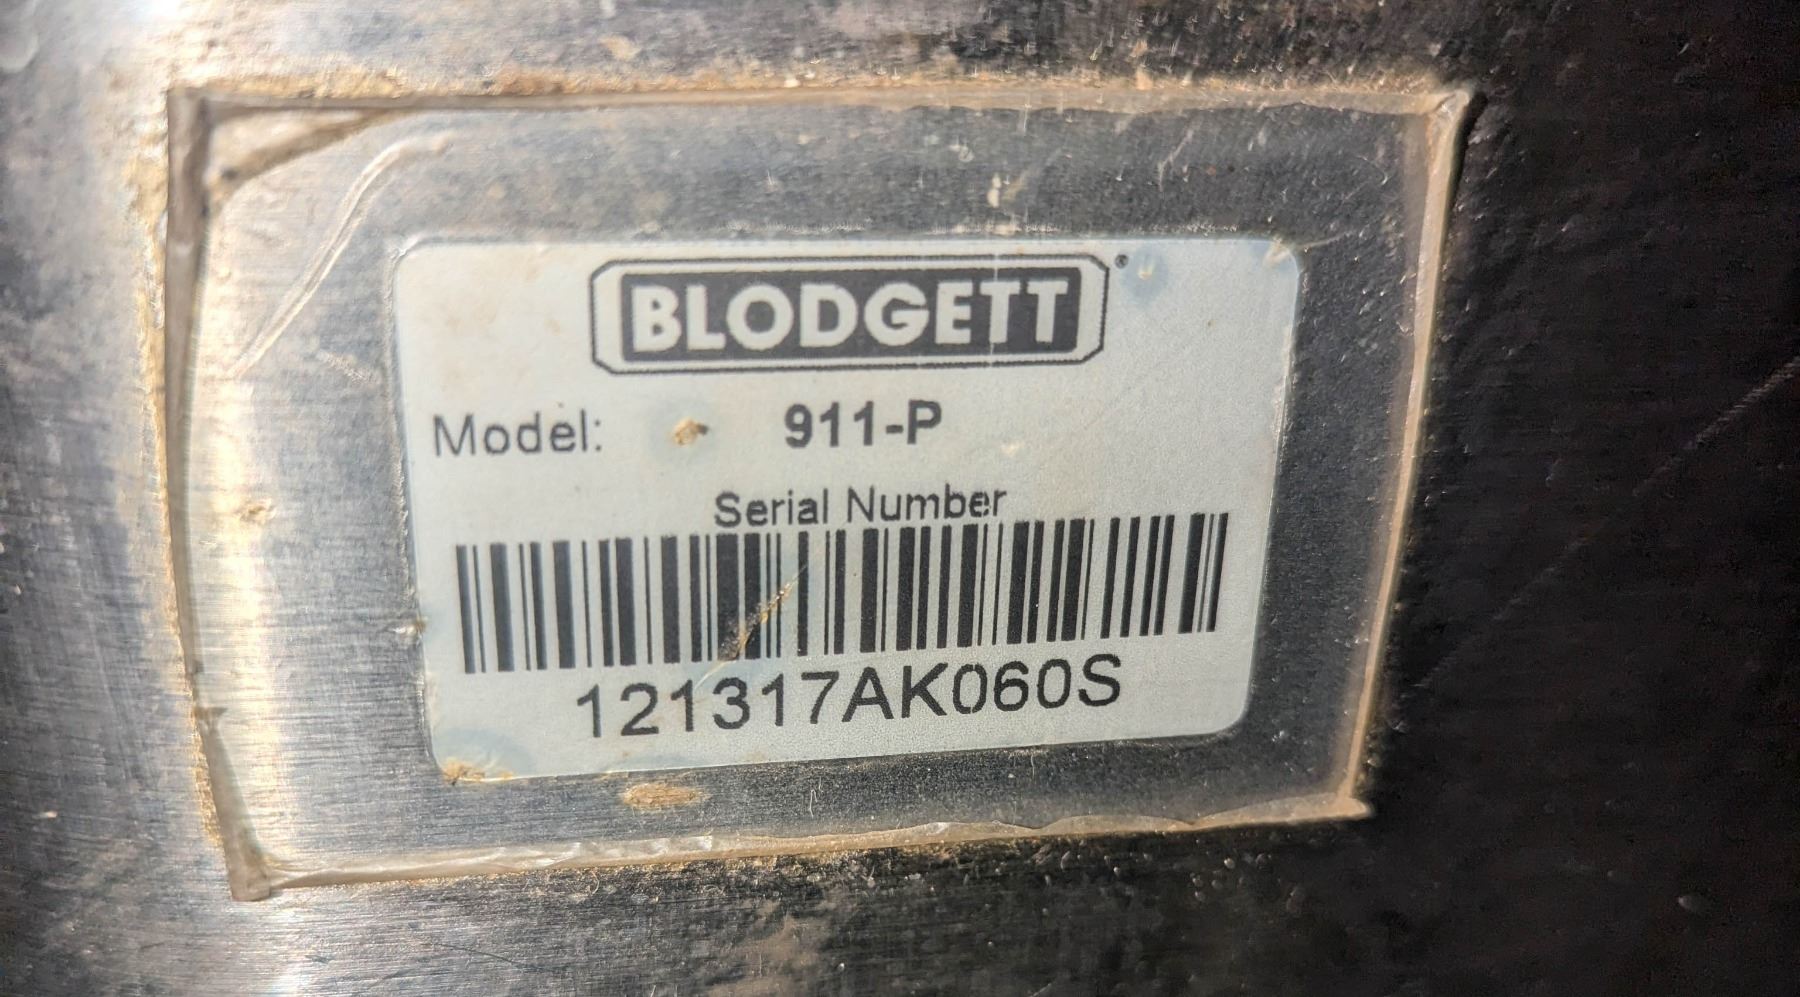 BLODGETT®
Model: 911-P
Serial Number
121317AK060S